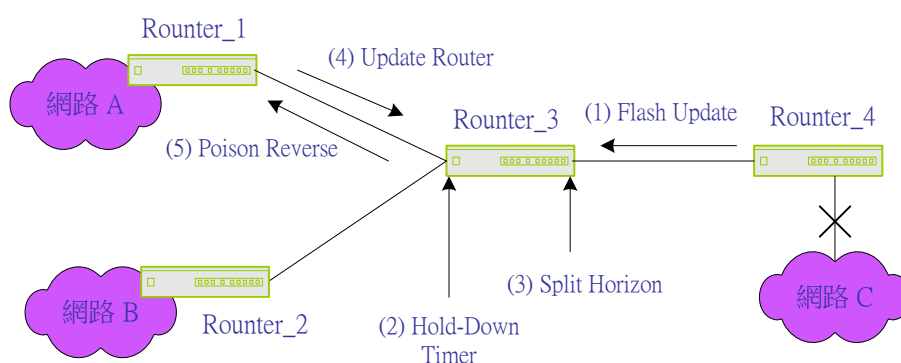 Rounter_1
(4) Update Router
網路 A
(5) Poison Reverse
Rounter_3
(1) Flash Update
Rounter_4
網路 B
Rounter_2
(2) Hold-Down
Timer
(3) Split Horizon
網路 C